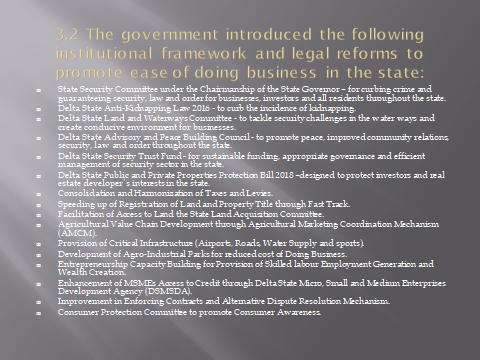 3.2 The government introduced the following
institutional framework and legal reforms to
promote ease of doing business in the state:
State Security Committee under the Chairmanship of the State Governor – for curbing crime and
guaranteeing security, law and order for businesses, investors and all residents throughout the state.
Delta State Anti-Kidnapping Law 2016 - to curb the incidence of kidnapping.
Delta State Land and Waterways Committee - to tackle security challenges in the water ways and
create conducive environment for businesses.
Delta State Advisory and Peace Building Council - to promote peace, improved community relations,
security, law and order throughout the state.
Delta State Security Trust Fund - for sustainable funding, appropriate governance and efficient
management of security sector in the state.
Delta State Public and Private Properties Protection Bill 2018 –designed to protect investors and real
estate developer's interests in the state.
Consolidation and Harmonisation of Taxes and Levies.
Speeding up of Registration of Land and Property Title through Fast Track.
Facilitation of Access to Land the State Land Acquisition Committee.
Agricultural Value Chain Development through Agricultural Marketing Coordination Mechanism
(AMCM).
Provision of Critical Infrastructure (Airports, Roads, Water Supply and sports).
Development of Agro-Industrial Parks for reduced cost of Doing Business.
Entrepreneurship Capacity Building for Provision of Skilled labour Employment Generation and
Wealth Creation.
Enhancement of MSMEs Access to Credit through Delta State Micro, Small and Medium Enterprises
Development Agency (DSMSDA).
Improvement in Enforcing Contracts and Alternative Dispute Resolution Mechanism.
Consumer Protection Committee to promote Consumer Awareness.